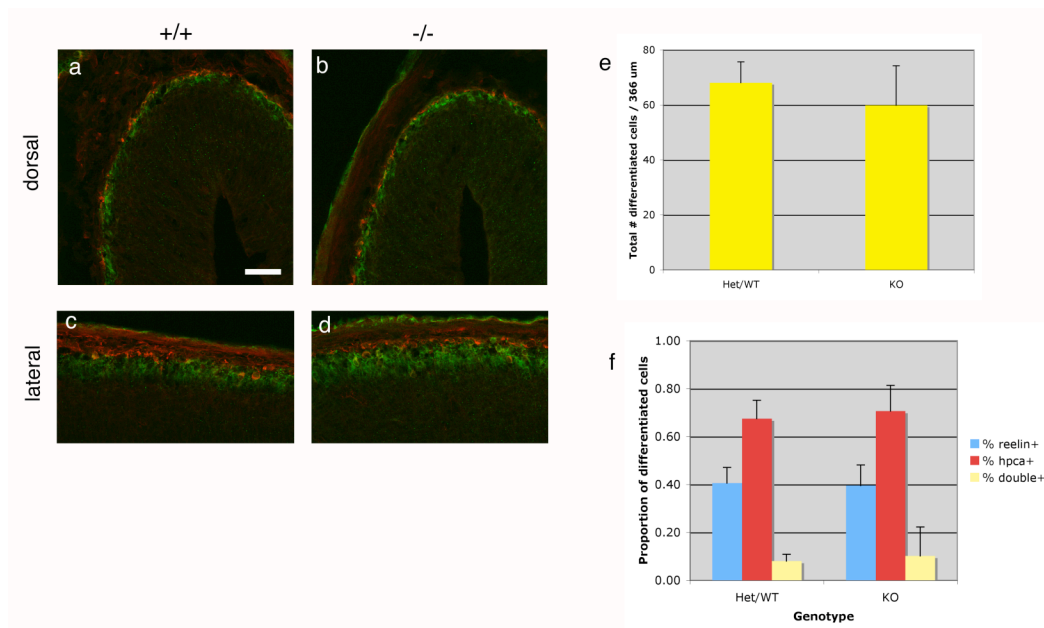 +/+
-/-
dorsal
lateral
a
b
c
d
e
Total # differentiated cells / 366 um
80
60
40
20
0
Het/WT
KO
f
Proportion of differentiated cells
1.00
0.80
0.60
0.40
0.20
0.00
Het/WT
KO
Genotype
% reelin+
% hpca+
% double+